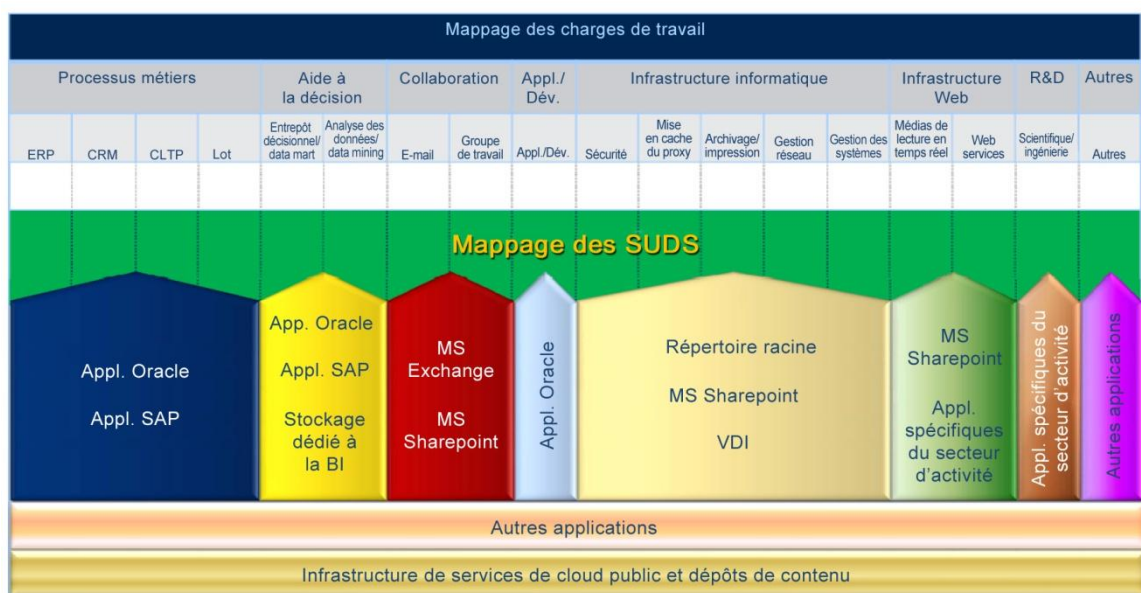 Mappage des charges de travail
Processus métiers
Aide à
la décision
Collaboration
Appl./
Dév.
Infrastructure informatique
Infrastructure
Web
R&D
Autres
ERP
CRM
CLTP
Lot
Entrepôt
décisionnel/
data mart
Analyse des
données/
data mining
E-mail
Groupe
de travail
Appl./Dév.
Sécurité
Mise
en cache
du proxy
Archivage/
impression
Gestion
réseau
Gestion des
systèmes
Médias de
lecture en
temps réel
Web
services
Scientifique/
ingénierie
Autres
Mappage des SUDS
Appl. Oracle
Appl. SAP
App. Oracle
Appl. SAP
Stockage
dédié à
la BI
MS
Exchange
MS
Sharepoint
Appl. Oracle
Répertoire racine
MS Sharepoint
VDI
MS
Sharepoint
Appl.
spécifiques
du secteur
d'activité
Appl. spécifiques du
secteur d'activité
Autres applications
Autres applications
Infrastructure de services de cloud public et dépôts de contenu